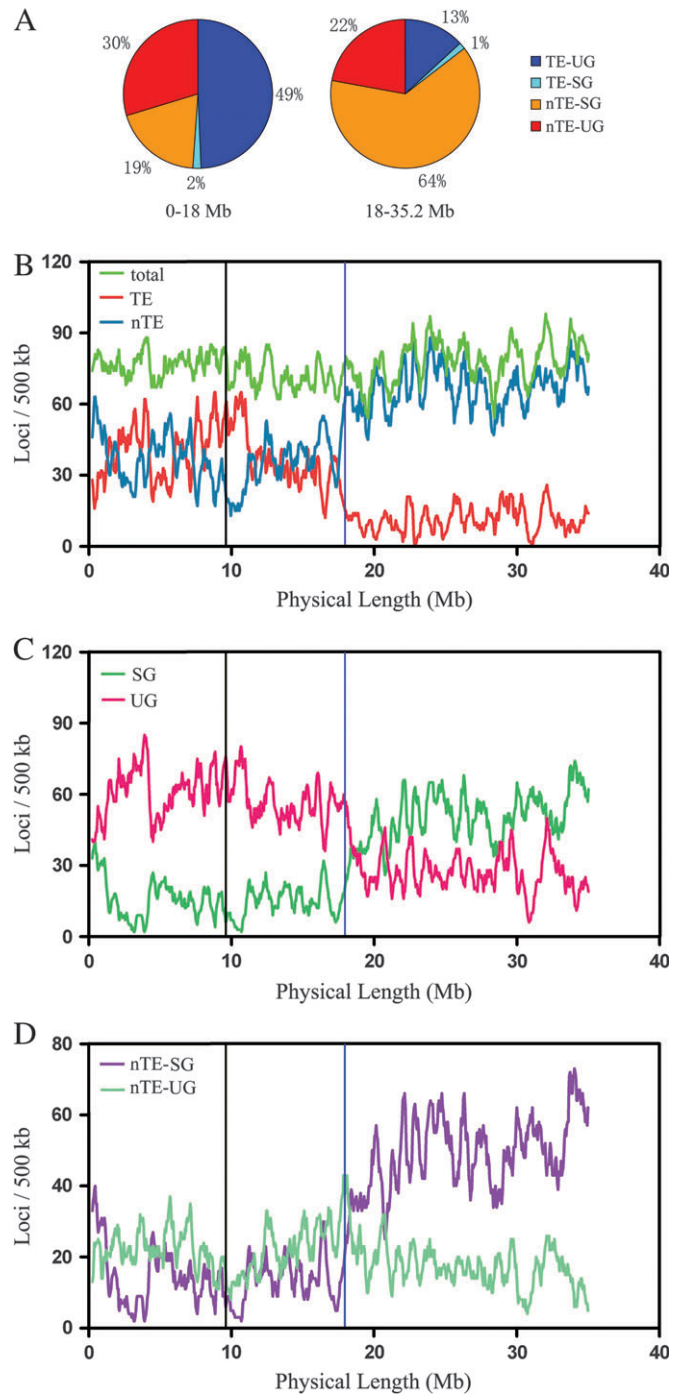 A
30%
49%
19%
2%
0-18 Mb
22%
13%
1%
64%
18-35.2 Mb
TE-UG
TE-SG
nTE-SG
nTE-UG
B
120
90
60
30
0
Loci / 500 kb
total
TE
nTE
0 10 20 30 40
Physical Length (Mb)
C
120
90
60
30
0
Loci / 500 kb
SG
UG
0 10 20 30 40
Physical Length (Mb)
D
80
60
40
20
0
Loci / 500 kb
nTE-SG
nTE-UG
0 10 20 30 40
Physical Length (Mb)